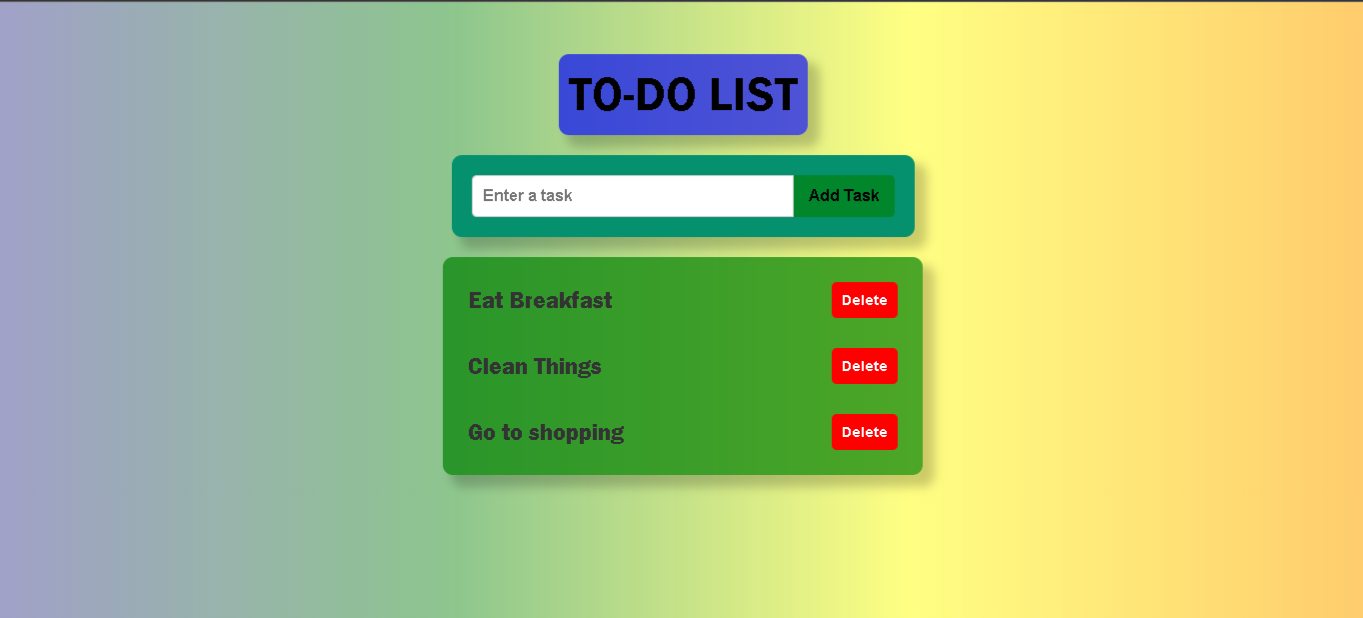 TO-DO LIST
Enter a task
Add Task
Eat Breakfast
Delete
Clean Things
Delete
Go to shopping
Delete